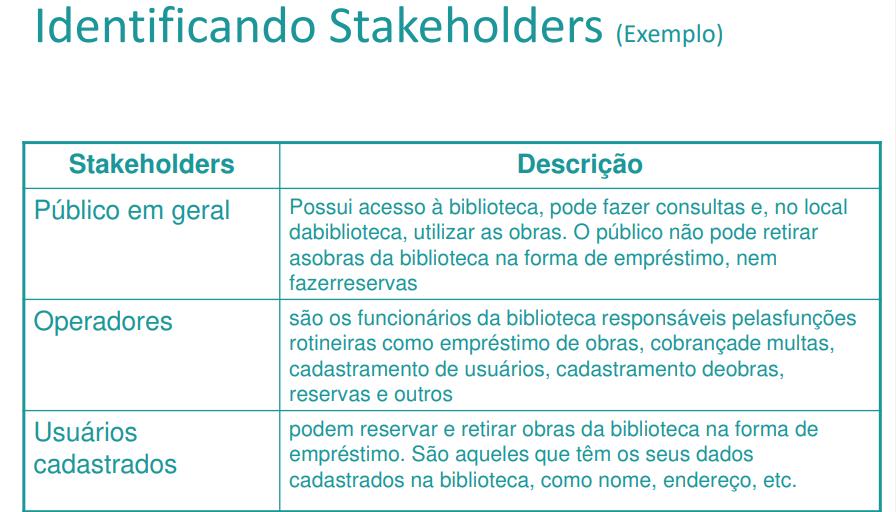 Identificando Stakeholders (Exemplo)
Stakeholders
Descrição
Público em geral
Possui acesso à biblioteca, pode fazer consultas e, no local
dabiblioteca, utilizar as obras. O público não pode retirar
asobras da biblioteca na forma de empréstimo, nem
fazerreservas
Operadores
são os funcionários da biblioteca responsáveis pelasfunções
rotineiras como empréstimo de obras, cobrançade multas,
cadastramento de usuários, cadastramento deobras,
reservas e outros
Usuários
cadastrados
podem reservar e retirar obras da biblioteca na forma de
empréstimo. São aqueles que têm os seus dados
cadastrados na biblioteca, como nome, endereço, etc.